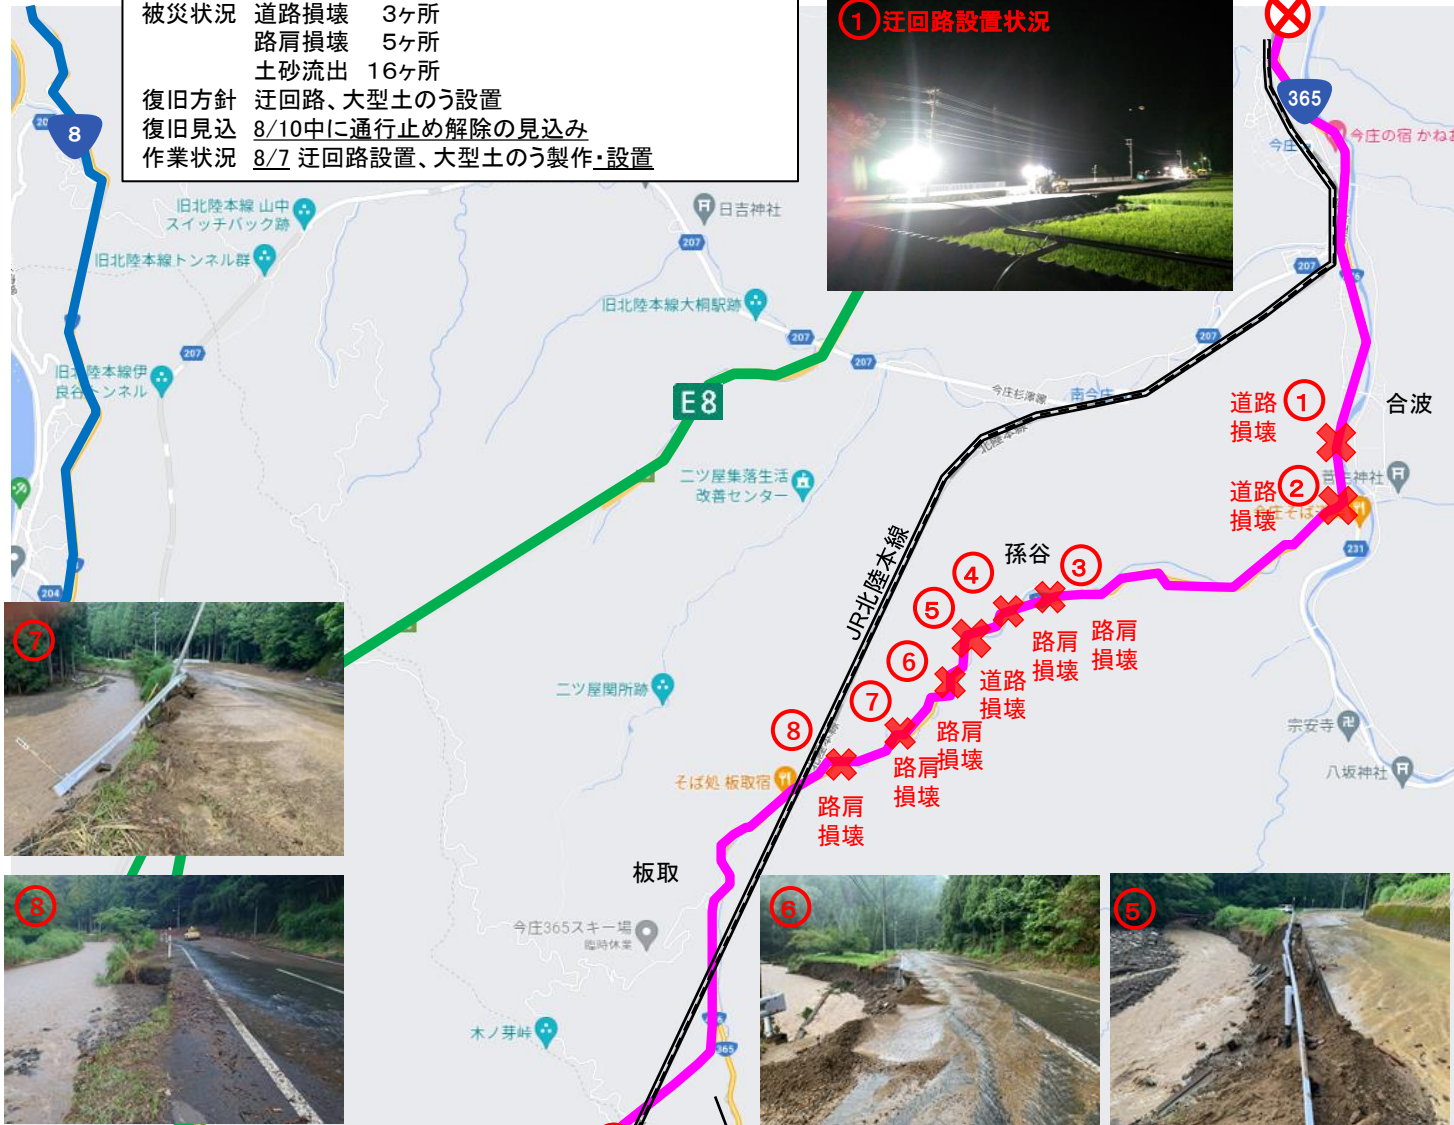 被災状況 道路損壊 3ヶ所
路肩損壊 5ヶ所
土砂流出 16ヶ所
復旧方針 迂回路、大型土のう設置
復旧見込 8/10中に通行止め解除の見込み
作業状況 8/7 迂回路設置、大型土のう製作・設置
① 迂回路設置状況
8
365
今庄の宿 かねお
今庄
旧北陸本線 山中
スイッチバック跡
日吉神社
207
旧北陸本線トンネル群
207
旧北陸本線大桐駅跡
207
207
207
207
旧北陸本線伊
良谷トンネル
E8
今庄杉津線
南今庄
北陸本線
道路
損壊
①
合波
二ツ屋集落生活
改善センター
道路
損壊
②
231
204
JR北陸本線
孫谷
③
④
⑤
⑥
⑦
⑧
路肩
損壊
路肩
損壊
道路
損壊
路肩
損壊
路肩
損壊
路肩
損壊
二ツ屋関所跡
宗安寺
八坂神社
そば処 板取宿
板取
今庄365スキー場
臨時休業
木ノ芽峠
365
⑦
⑧
⑥
⑤